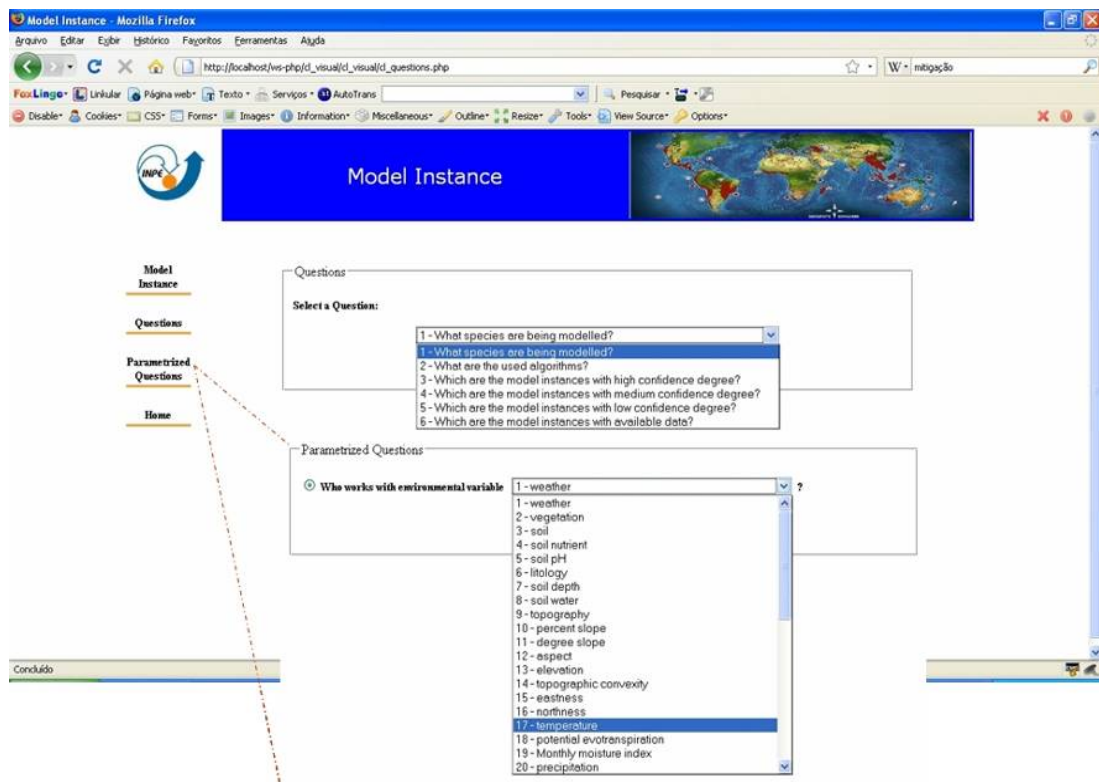 Model Instance - Mozilla Firefox
Arquivo Editar Exibir Histórico Favoritos Ferramentas Ajuda
http://localhost/ws-php/cl_visual/cl_visual/cl_questions.php
W mitigação
FoxLingo Linkular Página web Texto Serviços AutoTrans Pesquisar
Disable Cookies CSS Forms Images Information Miscellaneous Outline Resize Tools View Source Options
INPE
Model Instance
Model
Instance
Questions
Parametrized
Questions
Home
Questions
Select a Question:
1 - What species are being modelled?
1 - What species are being modelled?
2 - What are the used algorithms?
3 - Which are the model instances with high confidence degree?
4 - Which are the model instances with medium confidence degree?
5 - Which are the model instances with low confidence degree?
6 - Which are the model instances with available data?
Parametrized Questions
Who works with environmental variable 1 - weather ?
1 - weather
2 - vegetation
3 - soil
4 - soil nutrient
5 - soil pH
6 - litology
7 - soil depth
8 - soil water
9 - topography
10 - percent slope
11 - degree slope
12 - aspect
13 - elevation
14 - topographic convexity
15 - eastness
16 - northness
17 - temperature
18 - potential evotranspiration
19 - Monthly moisture index
20 - precipitation
Concluído